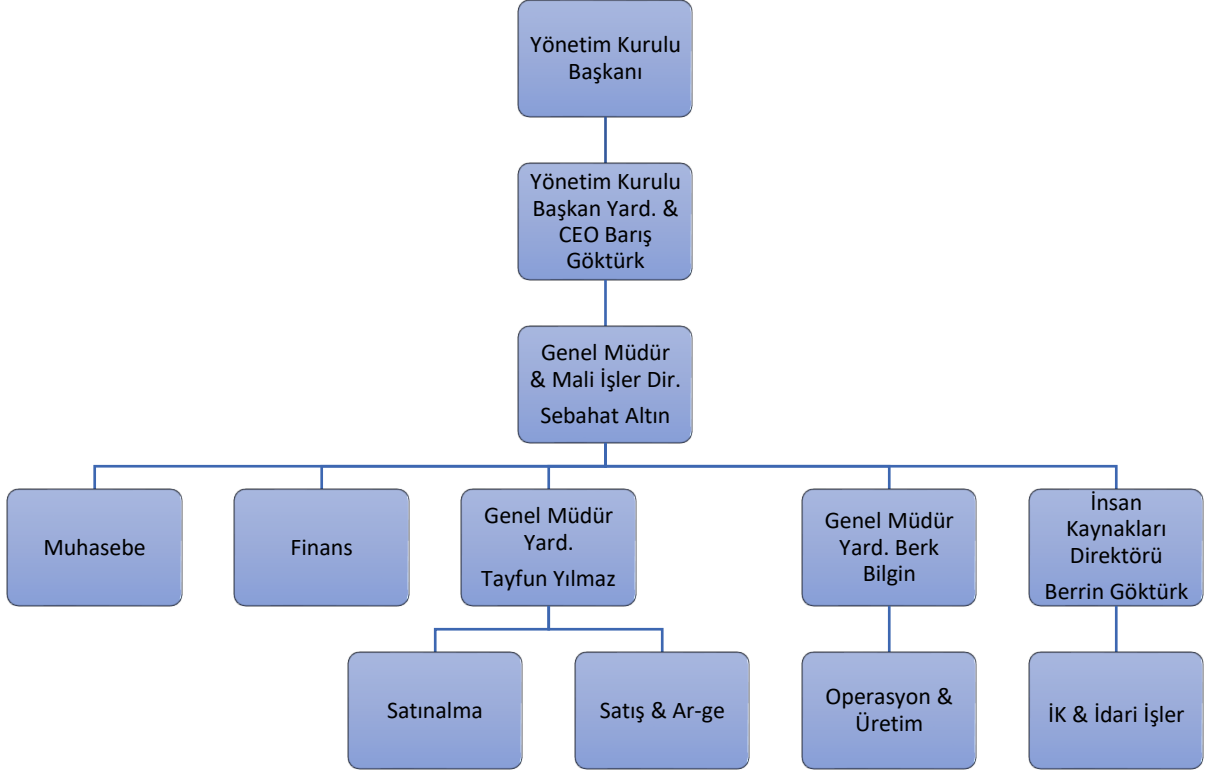 Yönetim Kurulu
Başkanı
Yönetim Kurulu
Başkan Yard. &
CEO Barış
Göktürk
Genel Müdür
& Mali İşler Dir.
Sebahat Altın
Muhasebe
Finans
Genel Müdür
Yard.
Tayfun Yılmaz
Genel Müdür
Yard. Berk
Bilgin
İnsan
Kaynakları
Direktörü
Berrin Göktürk
Satınalma
Satış & Ar-ge
Operasyon &
Üretim
İK & İdari İşler